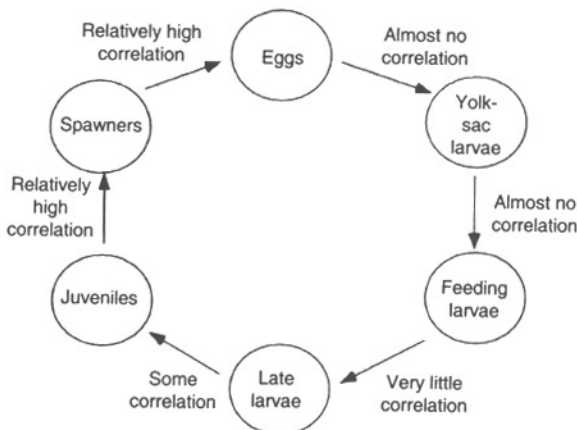 Relatively high
correlation
Eggs
Almost no
correlation
Yolk-
sac
larvae
Almost no
correlation
Feeding
larvae
Very little
correlation
Late
larvae
Some
correlation
Juveniles
Relatively
high
correlation
Spawners